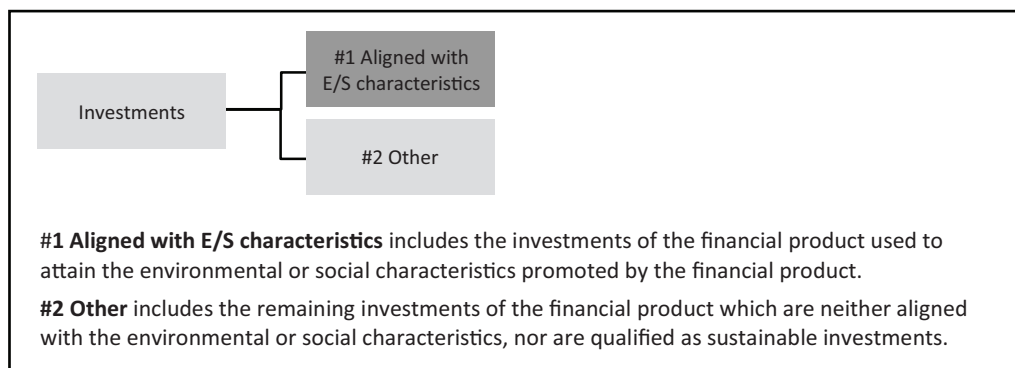 #1 Aligned with
E/S characteristics
Investments
#2 Other
#1 Aligned with E/S characteristics includes the investments of the financial product used to
attain the environmental or social characteristics promoted by the financial product.
#2 Other includes the remaining investments of the financial product which are neither aligned
with the environmental or social characteristics, nor are qualified as sustainable investments.